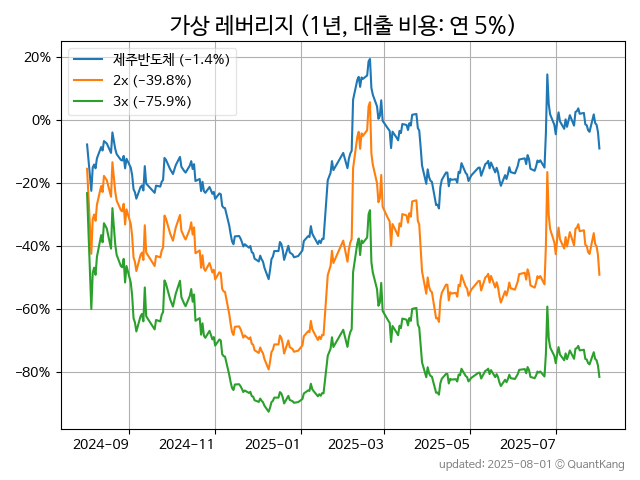 가상 레버리지 (1년, 대출 비용: 연 5%)
제주반도체 (−1.4%)
2x (−39.8%)
3x (−75.9%)
20%
0%
−20%
−40%
−60%
−80%
2024-09 2024-11 2025-01 2025-03 2025-05 2025-07
updated: 2025-08-01 © QuantKang